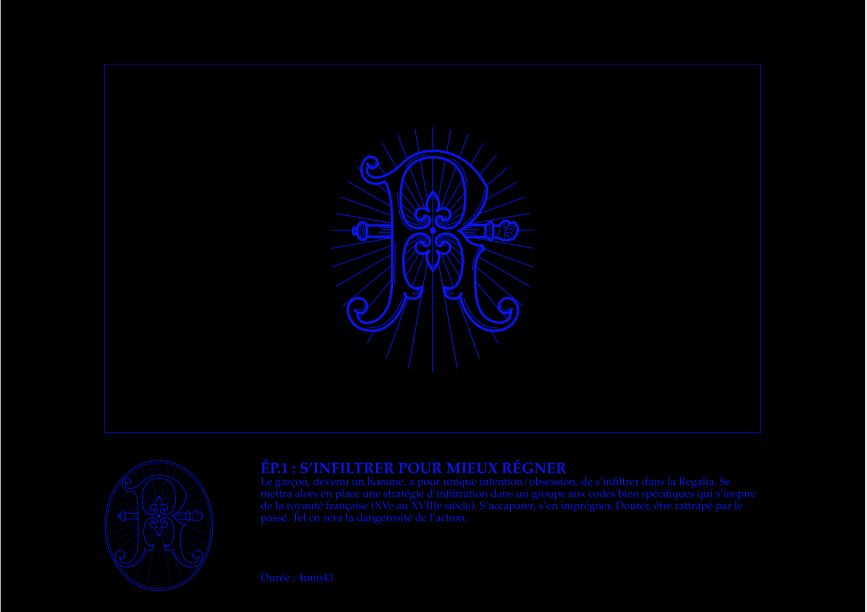 R
ÉP.1 : S'INFILTRER POUR MIEUX RÉGNER
Le garçon, devenu un homme, a pour unique intention/obsession, de s'infiltrer dans la Regalia. Se
mettra alors en place une stratégie d'infiltration dans un groupe aux codes bien spécifiques qui s'inspire
de la royauté française (XVe au XVIIIe siècle). S'accaparer, s'en imprégner. Douter, être rattrapé par le
passé. Tel en sera la dangerosité de l'action.
R
Durée : 4min43